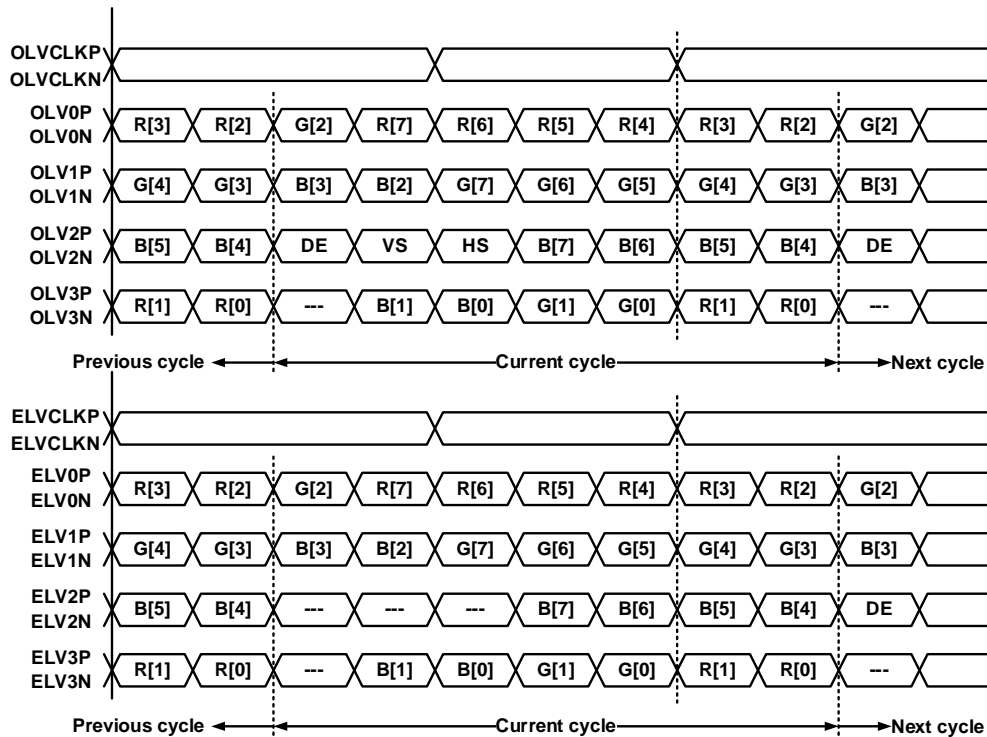 OLVCLKP
OLVCLKN
OLV0P
OLV0N
R[3] R[2] G[2] R[7] R[6] R[5] R[4] R[3] R[2] G[2]
OLV1P
OLV1N
G[4] G[3] B[3] B[2] G[7] G[6] G[5] G[4] G[3] B[3]
OLV2P
OLV2N
B[5] B[4] DE VS HS B[7] B[6] B[5] B[4] DE
OLV3P
OLV3N
R[1] R[0] --- B[1] B[0] G[1] G[0] R[1] R[0] ---
Previous cycle Current cycle Next cycle
ELVCLKP
ELVCLKN
ELV0P
ELV0N
R[3] R[2] G[2] R[7] R[6] R[5] R[4] R[3] R[2] G[2]
ELV1P
ELV1N
G[4] G[3] B[3] B[2] G[7] G[6] G[5] G[4] G[3] B[3]
ELV2P
ELV2N
B[5] B[4] --- --- --- B[7] B[6] B[5] B[4] DE
ELV3P
ELV3N
R[1] R[0] --- B[1] B[0] G[1] G[0] R[1] R[0] ---
Previous cycle Current cycle Next cycle